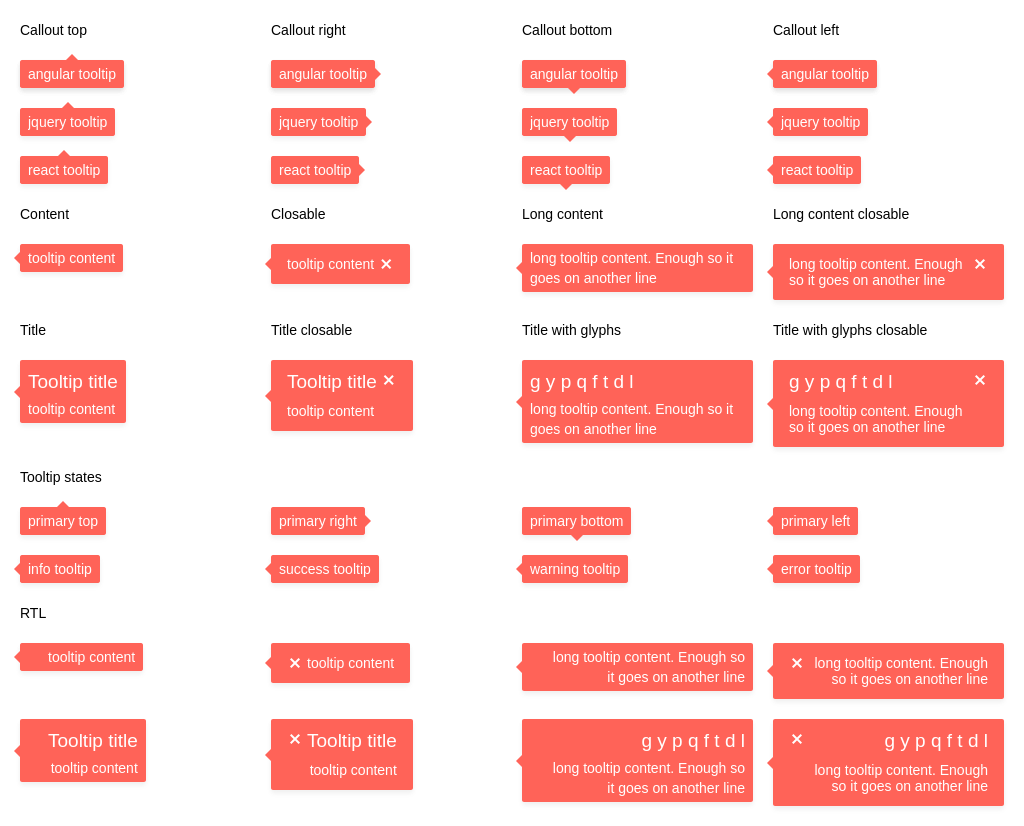 Callout top
Callout right
Callout bottom
Callout left
angular tooltip
angular tooltip
angular tooltip
angular tooltip
jquery tooltip
jquery tooltip
jquery tooltip
jquery tooltip
react tooltip
react tooltip
react tooltip
react tooltip
Content
Closable
Long content
Long content closable
tooltip content
tooltip content
long tooltip content. Enough so it
goes on another line
long tooltip content. Enough
so it goes on another line
Title
Title closable
Title with glyphs
Title with glyphs closable
Tooltip title
tooltip content
Tooltip title
tooltip content
g y p q f t d l
long tooltip content. Enough so it
goes on another line
g y p q f t d l
long tooltip content. Enough
so it goes on another line
Tooltip states
primary top
primary right
primary bottom
primary left
info tooltip
success tooltip
warning tooltip
error tooltip
RTL
tooltip content
tooltip content
long tooltip content. Enough so
it goes on another line
long tooltip content. Enough
so it goes on another line
Tooltip title
tooltip content
Tooltip title
tooltip content
g y p q f t d l
long tooltip content. Enough so
it goes on another line
g y p q f t d l
long tooltip content. Enough
so it goes on another line